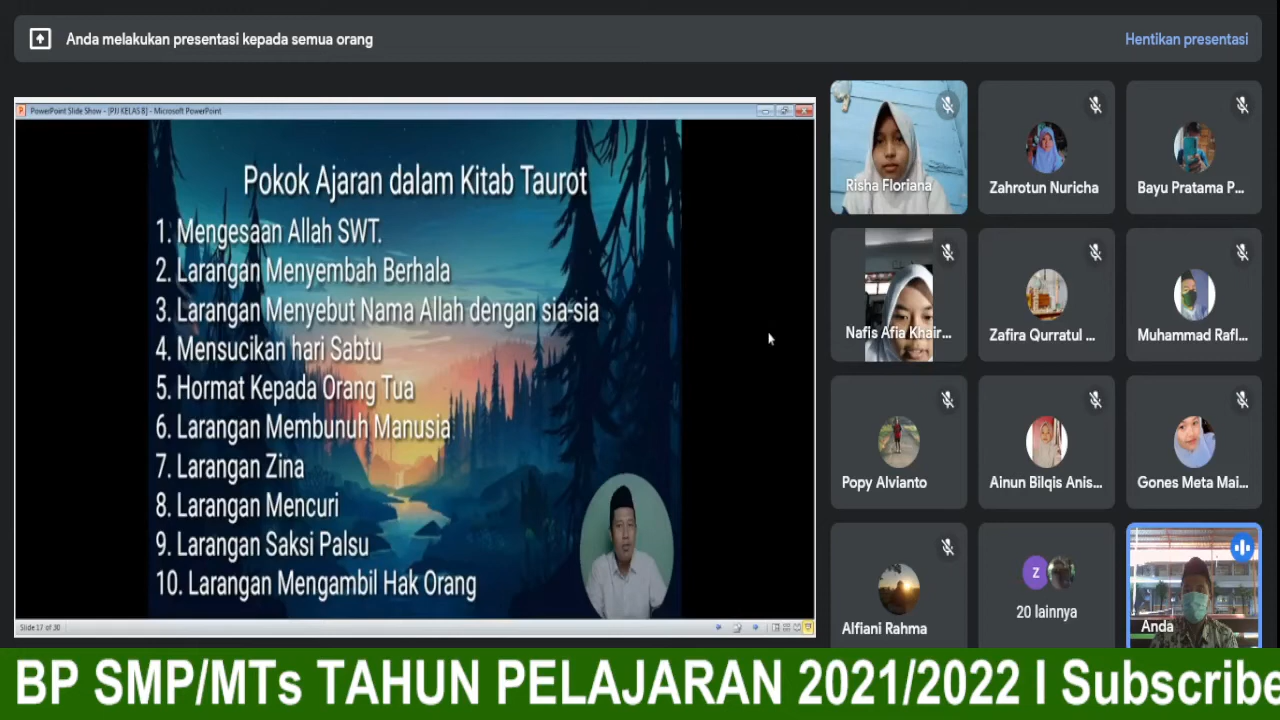 Anda melakukan presentasi kepada semua orang
Hentikan presentasi
PowerPoint Slide Show - [PJJ KELAS 8] - Microsoft PowerPoint
Pokok Ajaran dalam Kitab Taurot
1. Mengesaan Allah SWT.
2. Larangan Menyembah Berhala
3. Larangan Menyebut Nama Allah dengan sia-sia
4. Mensucikan hari Sabtu
5. Hormat Kepada Orang Tua
6. Larangan Membunuh Manusia
7. Larangan Zina
8. Larangan Mencuri
9. Larangan Saksi Palsu
10. Larangan Mengambil Hak Orang
Slide 17 of 30
Risha Floriana
Zahrotun Nuricha
Bayu Pratama P...
Nafis Afia Khair...
Zafira Qurratul ...
Muhammad Rafl...
Popy Alvianto
Ainun Bilqis Anis...
Gones Meta Mai...
Alfiani Rahma
Z
20 lainnya
Anda
BP SMP/MTs TAHUN PELAJARAN 2021/2022 I Subscribe